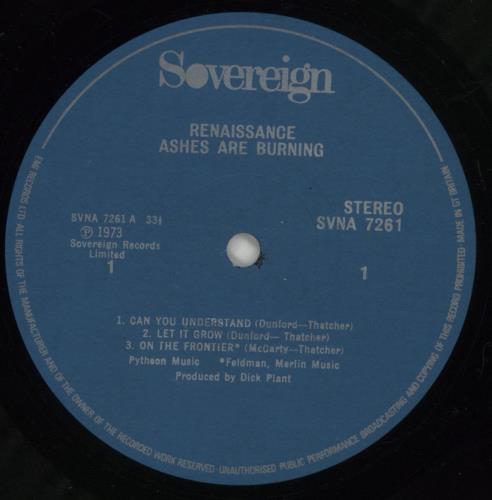 Sovereign
RENAISSANCE
ASHES ARE BURNING
SVNA 7261 A 33⅓
Ⓟ 1973
Sovereign Records
Limited
1
STEREO
SVNA 7261
1
1. CAN YOU UNDERSTAND (Dunford—Thatcher)
2. LET IT GROW (Dunford— Thatcher)
3. ON THE FRONTIER* (McCarty—Thatcher)
Pytheon Music *Feldman, Merlin Music
Produced by Dick Plant
EMI RECORDS LTD ALL RIGHTS OF THE MANUFACTURER AND OF THE OWNER OF THE RECORDED WORK RESERVED · UNAUTHORISED PUBLIC PERFORMANCE BROADCASTING AND COPYING OF THIS RECORD PROHIBITED MADE IN GT BRITAIN